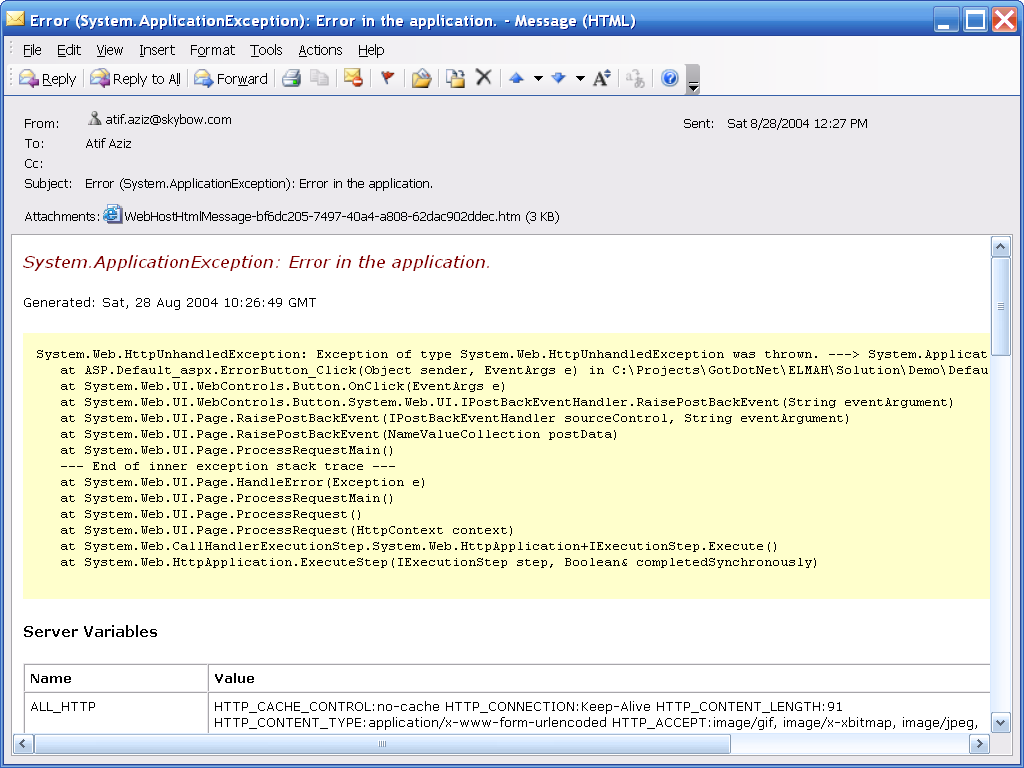 Error (System.ApplicationException): Error in the application. - Message (HTML)
File Edit View Insert Format Tools Actions Help
Reply Reply to All Forward
From: atif.aziz@skybow.com Sent: Sat 8/28/2004 12:27 PM
To: Atif Aziz
Cc:
Subject: Error (System.ApplicationException): Error in the application.
Attachments: WebHostHtmlMessage-bf6dc205-7497-40a4-a808-62dac902ddec.htm (3 KB)
System.ApplicationException: Error in the application.
Generated: Sat, 28 Aug 2004 10:26:49 GMT
System.Web.HttpUnhandledException: Exception of type System.Web.HttpUnhandledException was thrown. ---> System.Applicat
at ASP.Default_aspx.ErrorButton_Click(Object sender, EventArgs e) in C:\Projects\GotDotNet\ELMAH\Solution\Demo\Defau
at System.Web.UI.WebControls.Button.OnClick(EventArgs e)
at System.Web.UI.WebControls.Button.System.Web.UI.IPostBackEventHandler.RaisePostBackEvent(String eventArgument)
at System.Web.UI.Page.RaisePostBackEvent(IPostBackEventHandler sourceControl, String eventArgument)
at System.Web.UI.Page.RaisePostBackEvent(NameValueCollection postData)
at System.Web.UI.Page.ProcessRequestMain()
--- End of inner exception stack trace ---
at System.Web.UI.Page.HandleError(Exception e)
at System.Web.UI.Page.ProcessRequestMain()
at System.Web.UI.Page.ProcessRequest()
at System.Web.UI.Page.ProcessRequest(HttpContext context)
at System.Web.CallHandlerExecutionStep.System.Web.HttpApplication+IExecutionStep.Execute()
at System.Web.HttpApplication.ExecuteStep(IExecutionStep step, Boolean& completedSynchronously)
Server Variables
Name Value
ALL_HTTP HTTP_CACHE_CONTROL:no-cache HTTP_CONNECTION:Keep-Alive HTTP_CONTENT_LENGTH:91
HTTP_CONTENT_TYPE:application/x-www-form-urlencoded HTTP_ACCEPT:image/gif, image/x-xbitmap, image/jpeg,